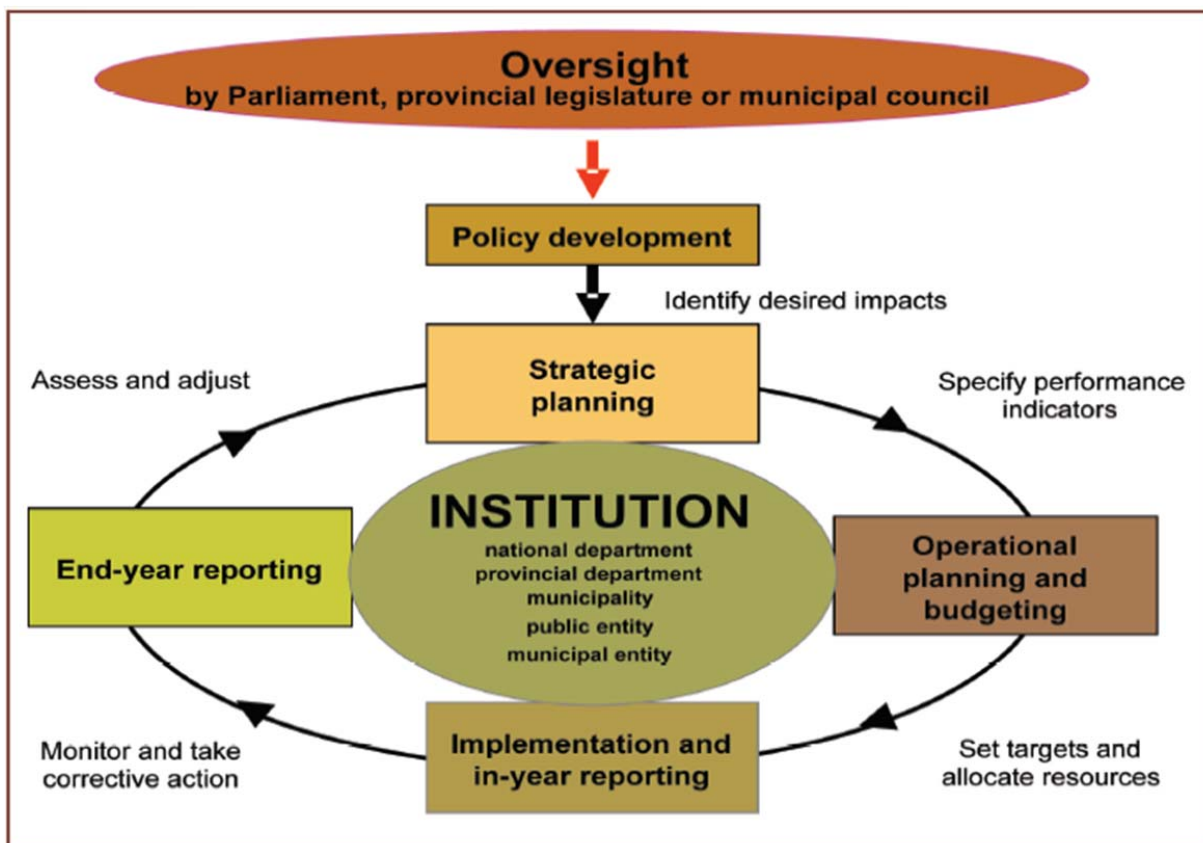 Oversight
by Parliament, provincial legislature or municipal council
Policy development
Identify desired impacts
Strategic
planning
Assess and adjust
Specify performance
indicators
INSTITUTION
national department
provincial department
municipality
public entity
municipal entity
End-year reporting
Operational
planning and
budgeting
Implementation and
in-year reporting
Monitor and take
corrective action
Set targets and
allocate resources